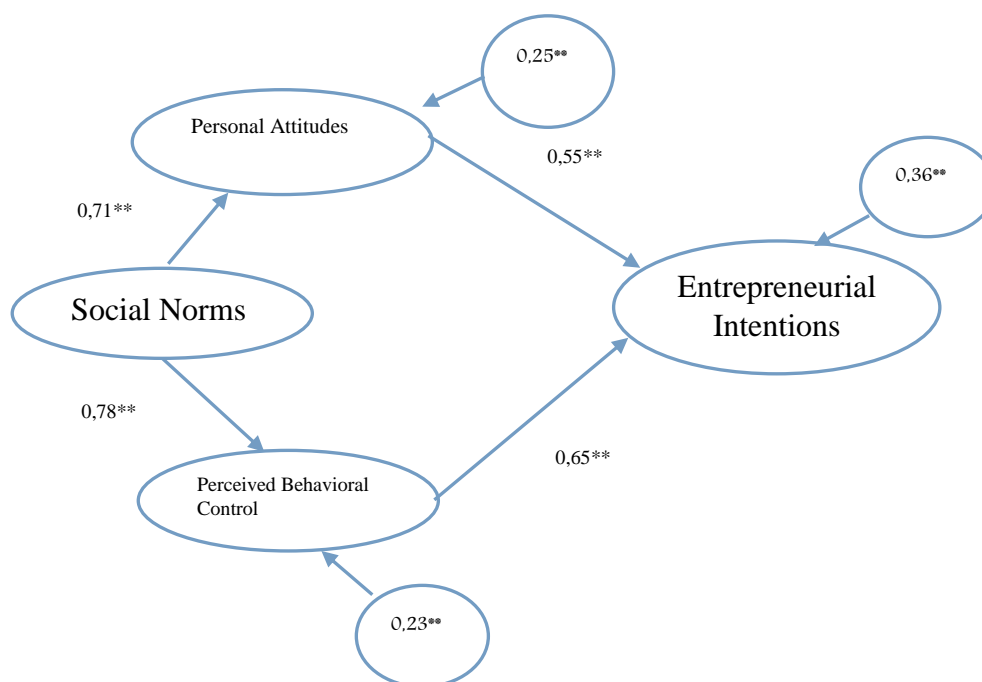 0,25**
Personal Attitudes
0,55**
0,36**
0,71**
Social Norms
Entrepreneurial
Intentions
0,78**
0,65**
Perceived Behavioral
Control
0,23**